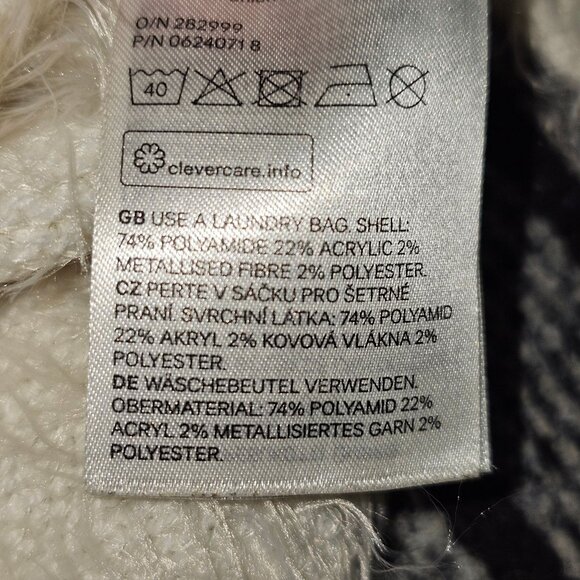 O/N 282999
P/N 0624071 8
40
clevercare.info
GB USE A LAUNDRY BAG. SHELL:
74% POLYAMIDE 22% ACRYLIC 2%
METALLISED FIBRE 2% POLYESTER.
CZ PERTE V SÁČKU PRO ŠETRNÉ
PRANÍ. SVRCHNÍ LÁTKA: 74% POLYAMID
22% AKRYL 2% KOVOVÁ VLÁKNA 2%
POLYESTER.
DE WÄSCHEBEUTEL VERWENDEN.
OBERMATERIAL: 74% POLYAMID 22%
ACRYL 2% METALLISIERTES GARN 2%
POLYESTER.